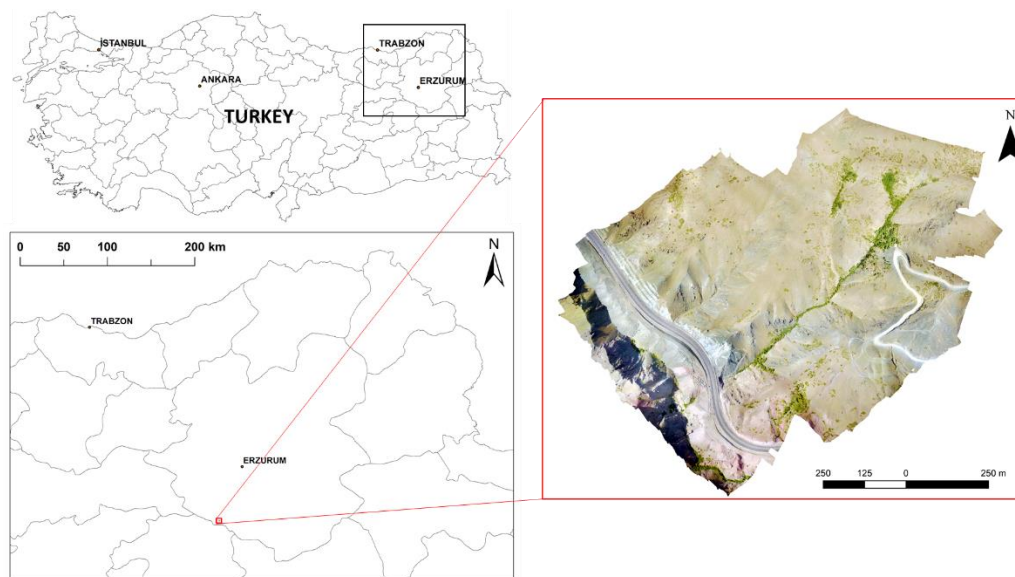 İSTANBUL
ANKARA
TURKEY
TRABZON
ERZURUM
0 50 100 200 km
N
TRABZON
ERZURUM
N
250 125 0 250 m